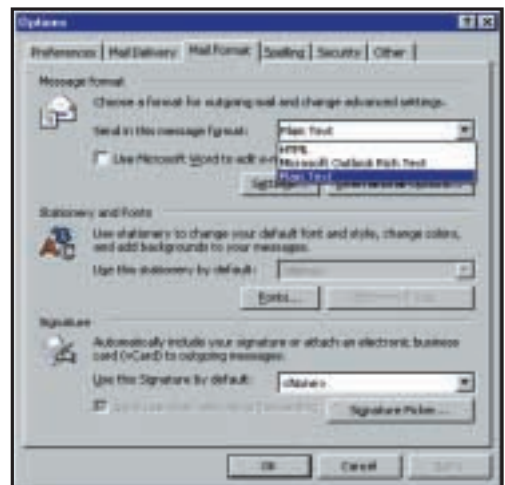 Options
Preferences Mail Delivery Mail Format Spelling Security Other
Message format
Choose a format for outgoing mail and change advanced settings.
Send in this message format: Plain Text
HTML
Use Microsoft Word to edit
Microsoft Outlook Rich Text
Plain Text
Settings...
Stationery and Fonts
Use stationery to change your default font and style, change colors,
and add backgrounds to your messages.
Use this stationery by default:
Fonts...
Signature
Automatically include your signature or attach an electronic business
card (vCard) to outgoing messages.
Use this Signature by default: <None>
Signature Picker...
OK Cancel